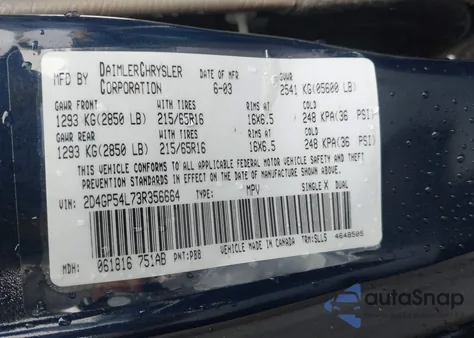 MFD BY DAIMLERCHRYSLER CORPORATION DATE OF MFR 6-03 GVWR 2541 KG(05600 LB)
GAWR FRONT WITH TIRES RIMS AT COLD
1293 KG(2850 LB) 215/65R16 16X6.5 248 KPA(36 PSI)
GAWR REAR WITH TIRES RIMS AT COLD
1293 KG(2850 LB) 215/65R16 16X6.5 248 KPA(36 PSI)
THIS VEHICLE CONFORMS TO ALL APPLICABLE FEDERAL MOTOR VEHICLE SAFETY AND
THEFT PREVENTION STANDARDS IN EFFECT ON THE DATE OF MANUFACTURE SHOWN ABOVE.
VIN: 2D4GP54L73R356664 TYPE: MPV SINGLE X DUAL
MDH: 061816 751AB PNT: PBB VEHICLE MADE IN CANADA TRM: SLL5 4648505
autoSnap